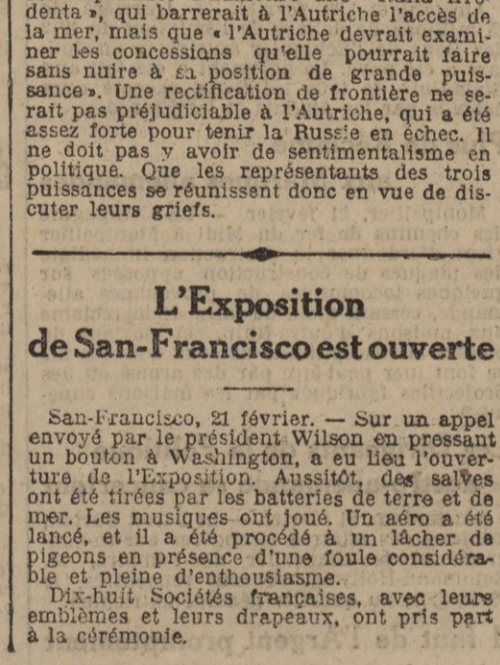 denta », qui barrerait à l'Autriche l'accès de
la mer, mais que « l'Autriche devrait exami-
ner les concessions qu'elle pourrait faire
sans nuire à sa position de grande puis-
sance ». Une rectification de frontière ne se-
rait pas préjudiciable à l'Autriche, qui a été
assez forte pour tenir la Russie en échec. Il
ne doit pas y avoir de sentimentalisme en
politique. Que les représentants des trois
puissances se réunissent donc en vue de dis-
cuter leurs griefs.
L'Exposition
de San-Francisco est ouverte
San-Francisco, 21 février. — Sur un appel
envoyé par le président Wilson en pressant
un bouton à Washington, a eu lieu l'ouver-
ture de l'Exposition. Aussitôt, des salves
ont été tirées par les batteries de terre et de
mer. Les musiques ont joué. Un aéro a été
lancé, et il a été procédé à un lâcher de
pigeons en présence d'une foule considéra-
ble et pleine d'enthousiasme.
Dix-huit Sociétés françaises, avec leurs
emblèmes et leurs drapeaux, ont pris part
à la cérémonie.